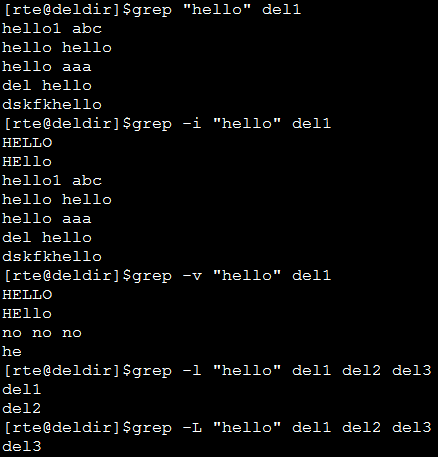 [rte@deldir]$grep "hello" del1
hello1 abc
hello hello
hello aaa
del hello
dskfkhello
[rte@deldir]$grep -i "hello" del1
HELLO
HEllo
hello1 abc
hello hello
hello aaa
del hello
dskfkhello
[rte@deldir]$grep -v "hello" del1
HELLO
HEllo
no no no
he
[rte@deldir]$grep -l "hello" del1 del2 del3
del1
del2
[rte@deldir]$grep -L "hello" del1 del2 del3
del3